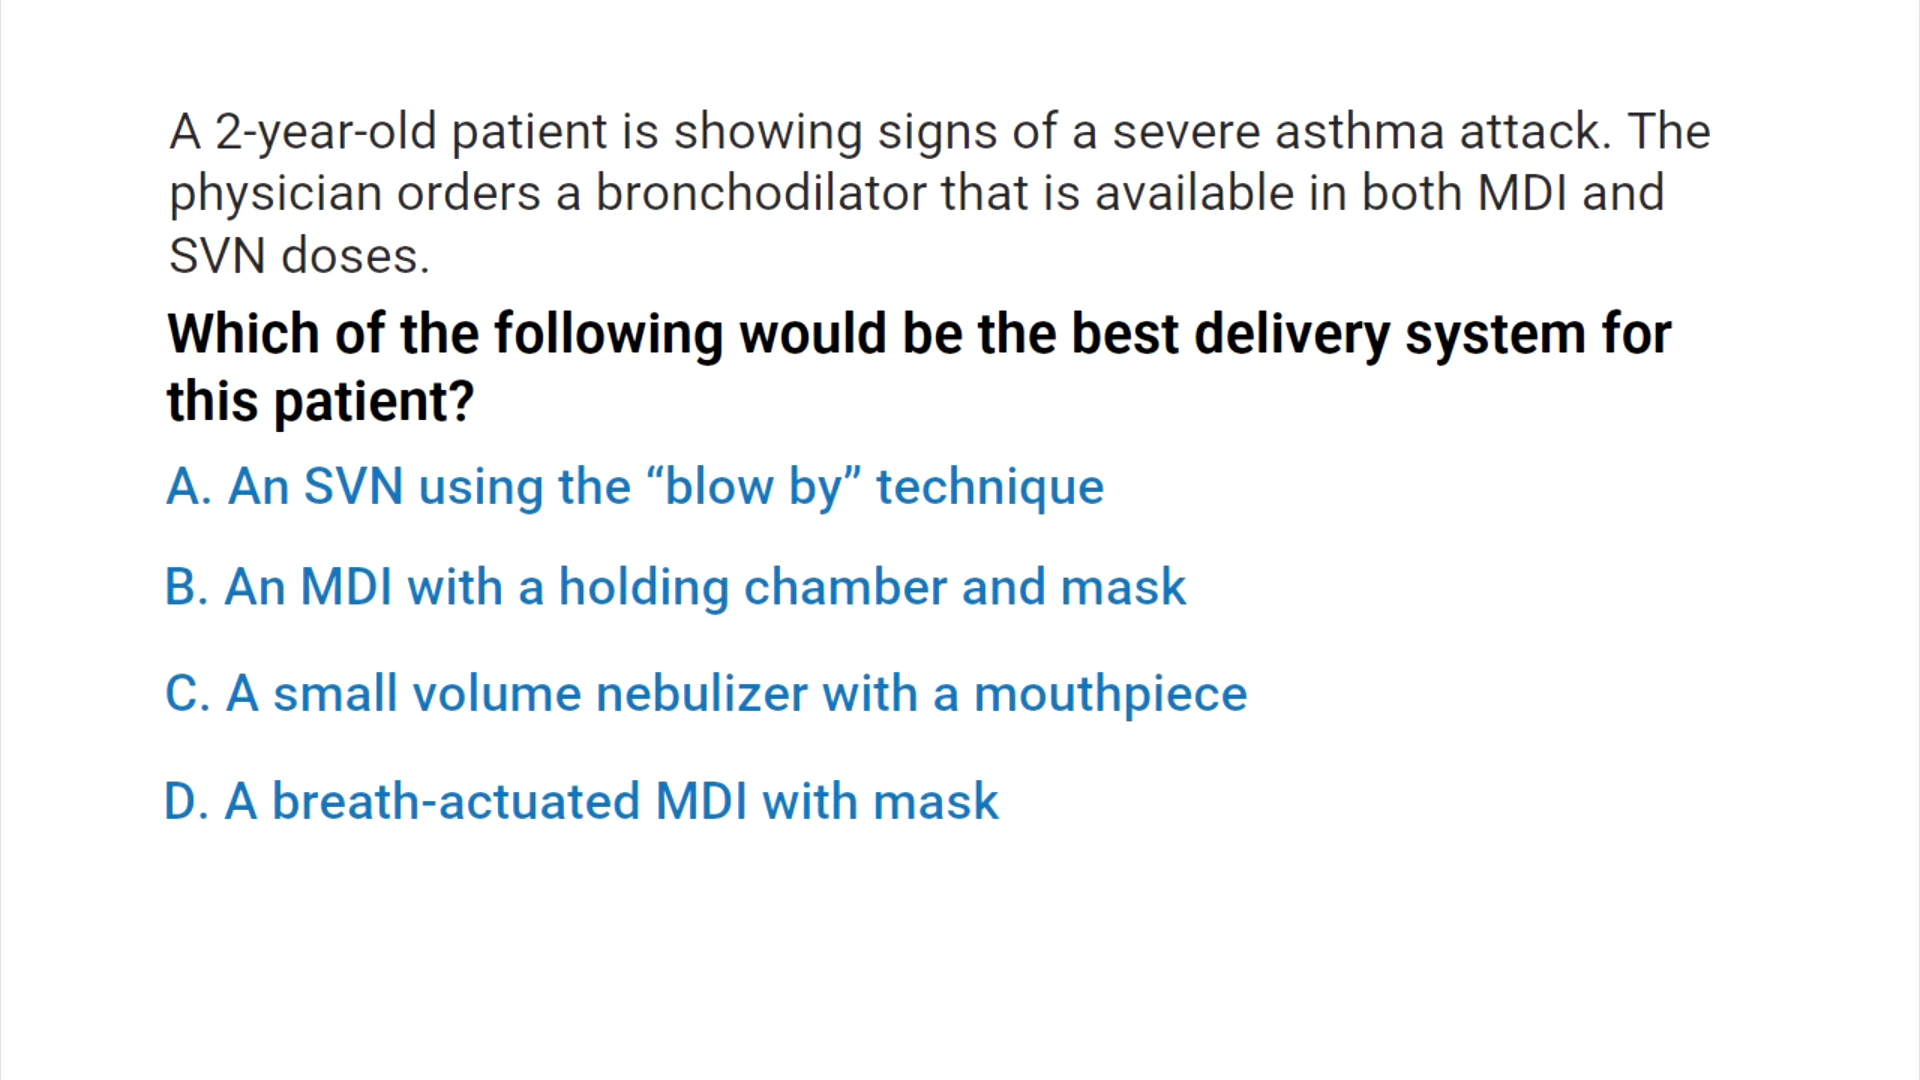 A 2-year-old patient is showing signs of a severe asthma attack. The
physician orders a bronchodilator that is available in both MDI and
SVN doses.
Which of the following would be the best delivery system for
this patient?
A. An SVN using the “blow by” technique
B. An MDI with a holding chamber and mask
C. A small volume nebulizer with a mouthpiece
D. A breath-actuated MDI with mask